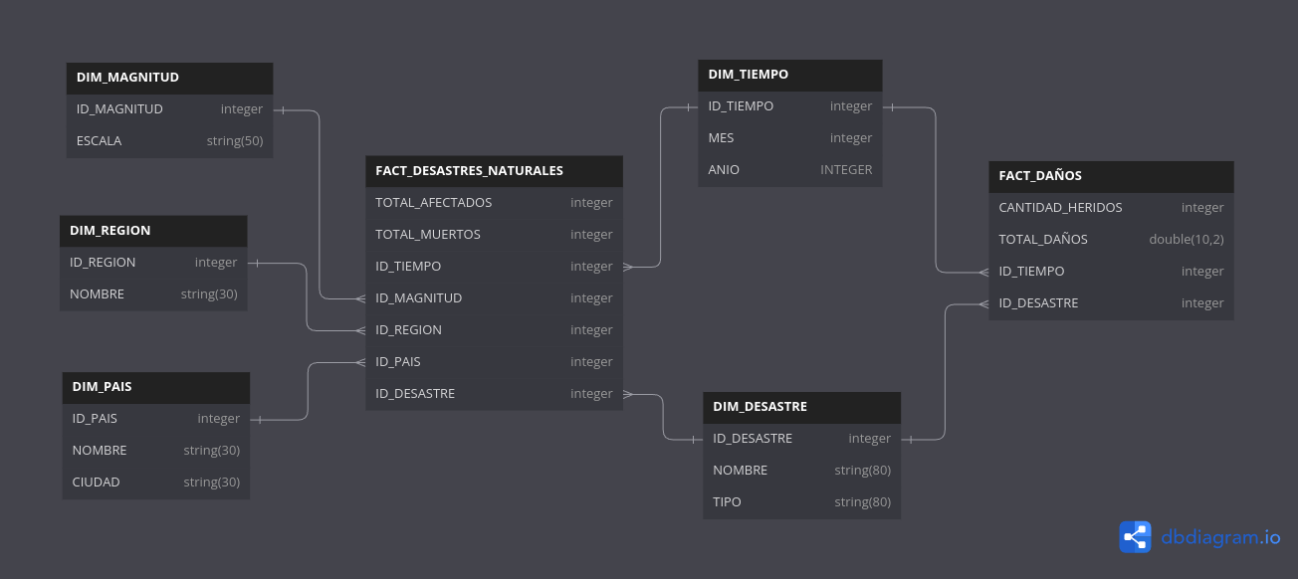 DIM_MAGNITUD
ID_MAGNITUD integer
ESCALA string(50)
DIM_REGION
ID_REGION integer
NOMBRE string(30)
DIM_PAIS
ID_PAIS integer
NOMBRE string(30)
CIUDAD string(30)
FACT_DESASTRES_NATURALES
TOTAL_AFECTADOS integer
TOTAL_MUERTOS integer
ID_TIEMPO integer
ID_MAGNITUD integer
ID_REGION integer
ID_PAIS integer
ID_DESASTRE integer
DIM_TIEMPO
ID_TIEMPO integer
MES integer
ANIO INTEGER
DIM_DESASTRE
ID_DESASTRE integer
NOMBRE string(80)
TIPO string(80)
FACT_DAÑOS
CANTIDAD_HERIDOS integer
TOTAL_DAÑOS double(10,2)
ID_TIEMPO integer
ID_DESASTRE integer
dbdiagram.io